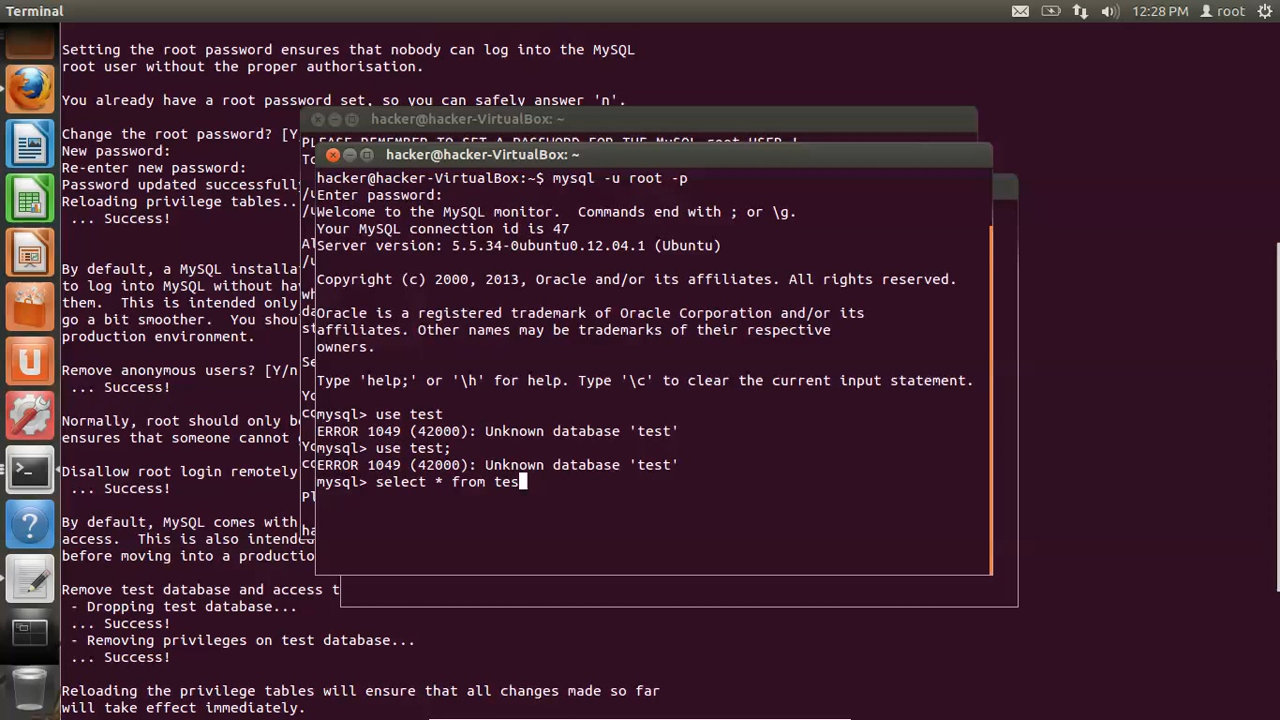 Terminal
12:28 PM
root
Setting the root password ensures that nobody can log into the MySQL
root user without the proper authorisation.
You already have a root password set, so you can safely answer 'n'.
Change the root password? [Y
New password:
Re-enter new password:
Password updated successfully
Reloading privilege tables..
... Success!
By default, a MySQL installa
to log into MySQL without ha
them.  This is intended only
go a bit smoother.  You shou
production environment.
Remove anonymous users? [Y/n
... Success!
Normally, root should only be
ensures that someone cannot
Disallow root login remotely
... Success!
By default, MySQL comes with
access.  This is also intende
before moving into a productio
Remove test database and access t
- Dropping test database...
... Success!
- Removing privileges on test database...
... Success!
Reloading the privilege tables will ensure that all changes made so far
will take effect immediately.
hacker@hacker-VirtualBox: ~
hacker@hacker-VirtualBox: ~
hacker@hacker-VirtualBox:~$ mysql -u root -p
Enter password:
Welcome to the MySQL monitor.  Commands end with ; or \g.
Your MySQL connection id is 47
Server version: 5.5.34-0ubuntu0.12.04.1 (Ubuntu)
Copyright (c) 2000, 2013, Oracle and/or its affiliates. All rights reserved.
Oracle is a registered trademark of Oracle Corporation and/or its
affiliates. Other names may be trademarks of their respective
owners.
Type 'help;' or '\h' for help. Type '\c' to clear the current input statement.
mysql> use test
ERROR 1049 (42000): Unknown database 'test'
mysql> use test;
ERROR 1049 (42000): Unknown database 'test'
mysql> select * from tes